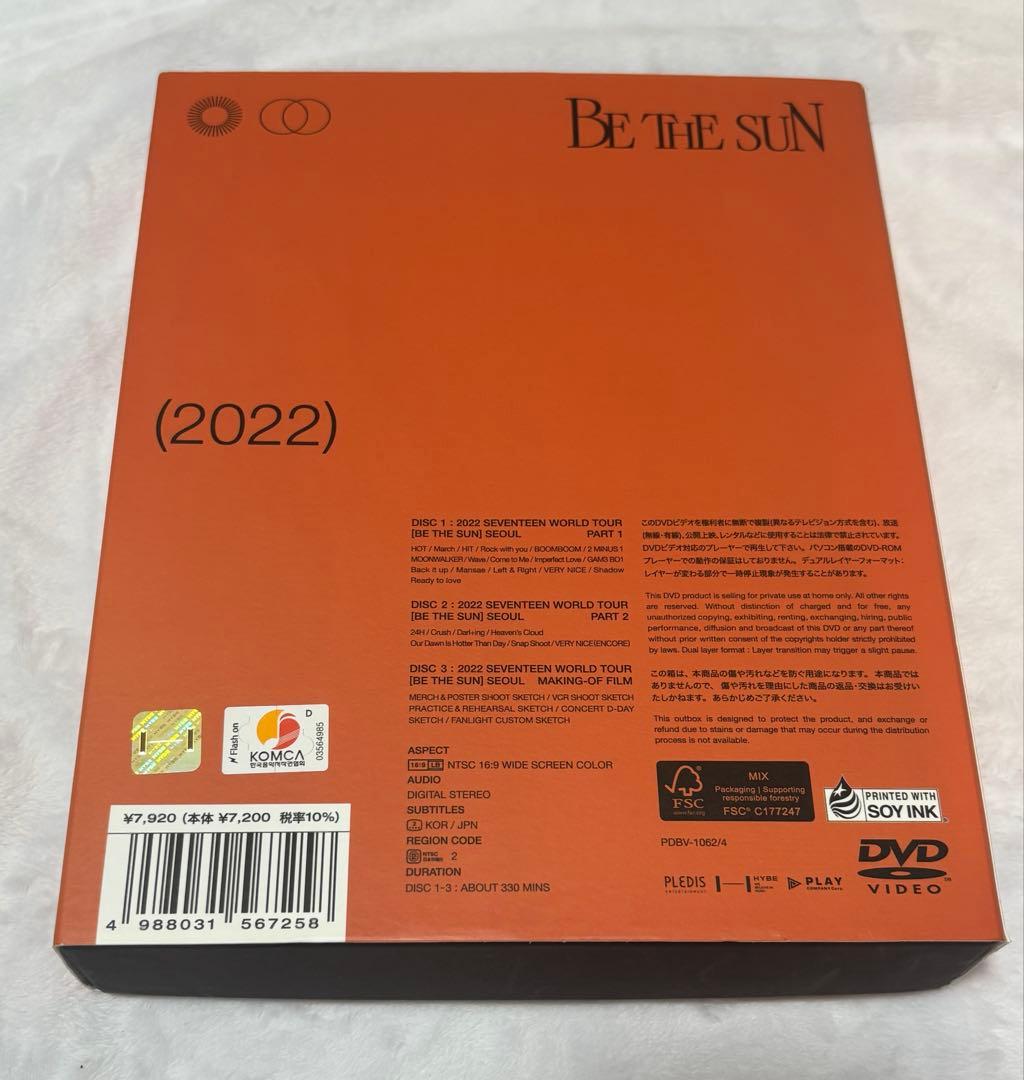 BE THE SUN
(2022)
DISC 1 : 2022 SEVENTEEN WORLD TOUR
[BE THE SUN] SEOUL PART 1
HOT / March / HIT / Rock with you / BOOMBOOM / 2 MINUS 1
MOONWALKER / Wave / Come to Me / Imperfect Love / GAM3 BO1
Back it up / Mansae / Left & Right / VERY NICE / Shadow
Ready to love
DISC 2 : 2022 SEVENTEEN WORLD TOUR
[BE THE SUN] SEOUL PART 2
24H / Crush / Darl+ing / Heaven's Cloud
Our Dawn Is Hotter Than Day / Snap Shoot / VERY NICE(ENCORE)
DISC 3 : 2022 SEVENTEEN WORLD TOUR
[BE THE SUN] SEOUL MAKING-OF FILM
MERCH & POSTER SHOOT SKETCH / VCR SHOOT SKETCH
PRACTICE & REHEARSAL SKETCH / CONCERT D-DAY
SKETCH / FANLIGHT CUSTOM SKETCH
ASPECT
16:9 LB NTSC 16:9 WIDE SCREEN COLOR
AUDIO
DIGITAL STEREO
SUBTITLES
2 KOR / JPN
REGION CODE
NTSC 2
DURATION
DISC 1-3 : ABOUT 330 MINS
このDVDビデオを権利者に無断で複製(異なるテレビジョン方式を含む)、放送
(無線・有線)、公開上映、レンタルなどに使用することは法律で禁止されています。
DVDビデオ対応のプレーヤーで再生して下さい。パソコン搭載のDVD-ROM
プレーヤーでの動作の保証はしておりません。デュアルレイヤーフォーマット:
レイヤーが変わる部分で一時停止現象が発生することがあります。
This DVD product is selling for private use at home only. All other rights
are reserved. Without distinction of charged and for free, any
unauthorized copying, exhibiting, renting, exchanging, hiring, public
performance, diffusion and broadcast of this DVD or any part thereof
without prior written consent of the copyrights holder strictly prohibited
by laws. Dual layer format : Layer transition may trigger a slight pause.
この箱は、本商品の傷や汚れなどを防ぐ用途になります。本商品では
ありませんので、傷や汚れを理由にした商品の返品・交換はお受けい
たしかねます。あらかじめご了承ください。
This outbox is designed to protect the product, and exchange or
refund due to stains or damage that may occur during the distribution
process is not available.
Flash on
D
KOMCA
한국음악저작권협회
03564985
¥7,920 (本体 ¥7,200 税率10%)
4 988031 567258
FSC
www.fsc.org
MIX
Packaging | Supporting
responsible forestry
FSC® C177247
PRINTED WITH
SOY INK
PDBV-1062/4
PLEDIS
ENTERTAINMENT
HYBE
PLAY
COMPANY Corp.
DVD
VIDEO